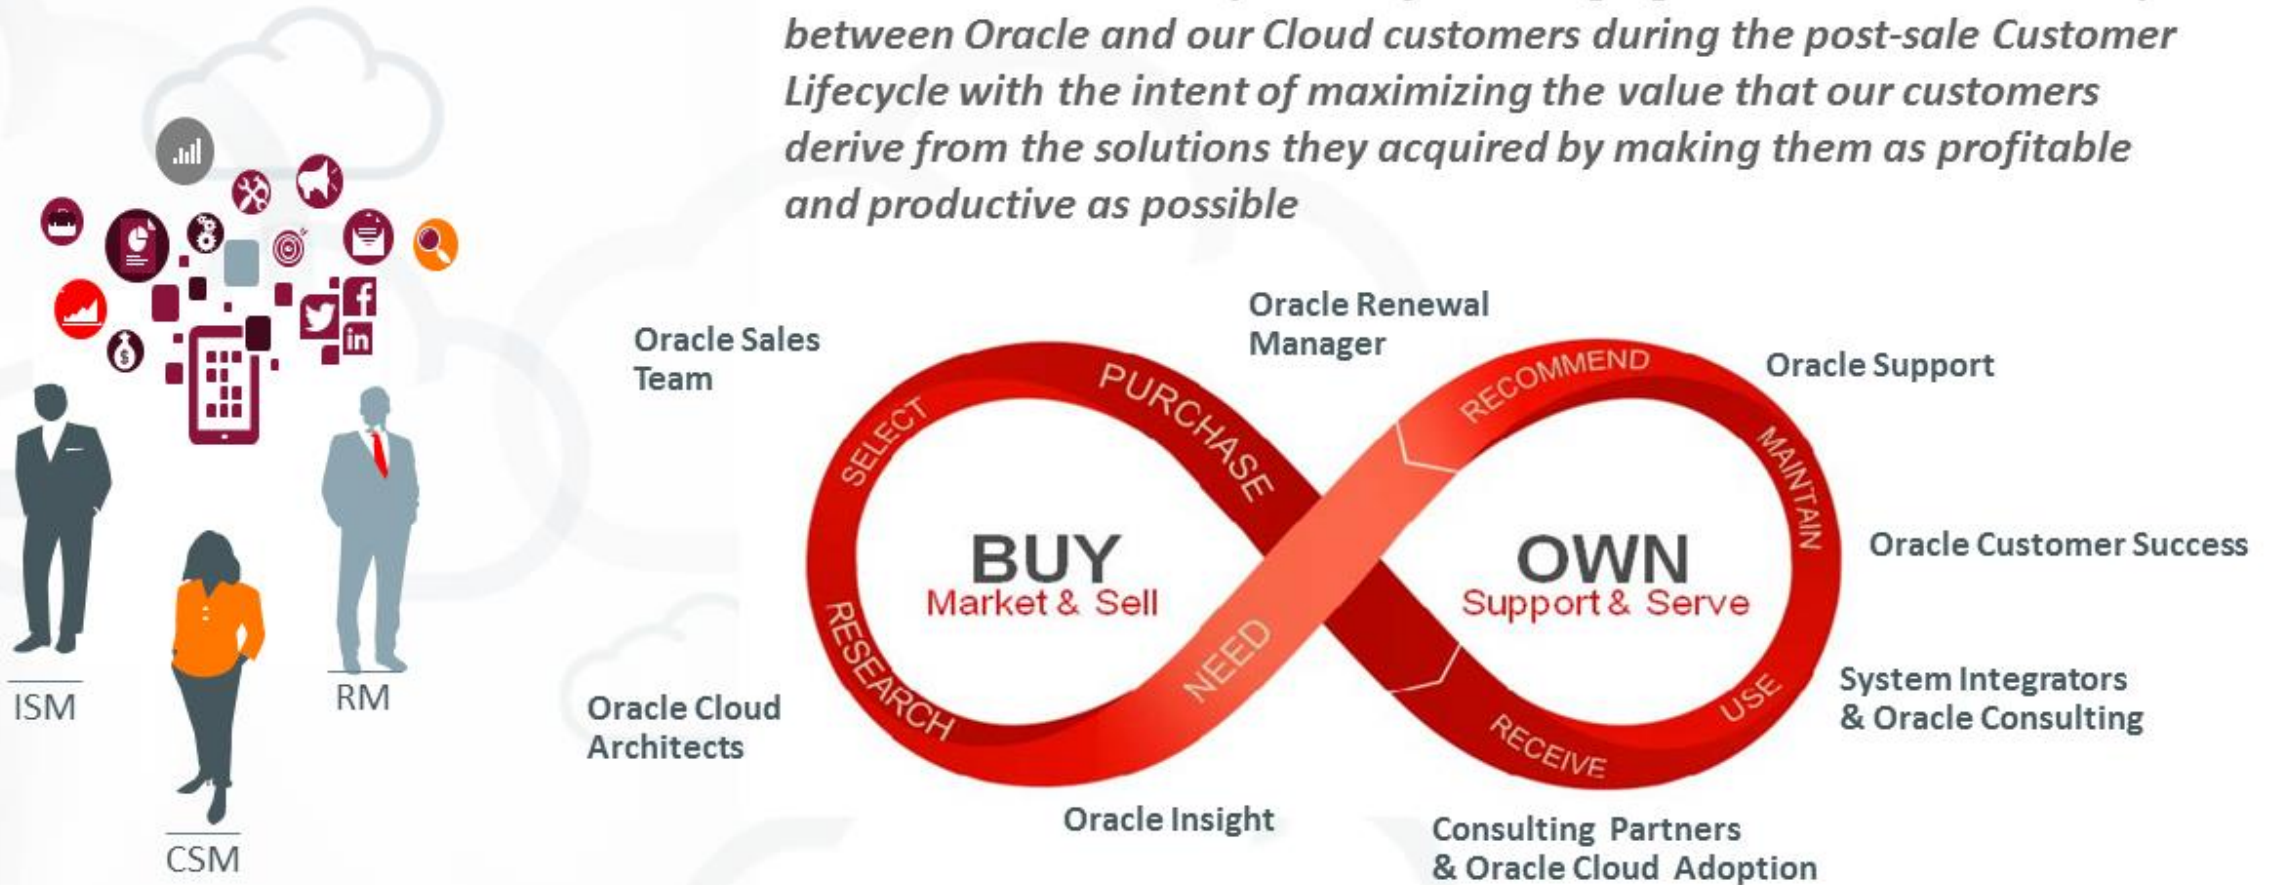 between Oracle and our Cloud customers during the post-sale Customer
Lifecycle with the intent of maximizing the value that our customers
derive from the solutions they acquired by making them as profitable
and productive as possible
Oracle Sales
Team
Oracle Renewal
Manager
Oracle Support
Oracle Customer Success
System Integrators
& Oracle Consulting
Consulting Partners
& Oracle Cloud Adoption
Oracle Insight
Oracle Cloud
Architects
NEED
RESEARCH
SELECT
PURCHASE
RECEIVE
USE
MAINTAIN
RECOMMEND
BUY
Market & Sell
OWN
Support & Serve
in
$
ISM
CSM
RM